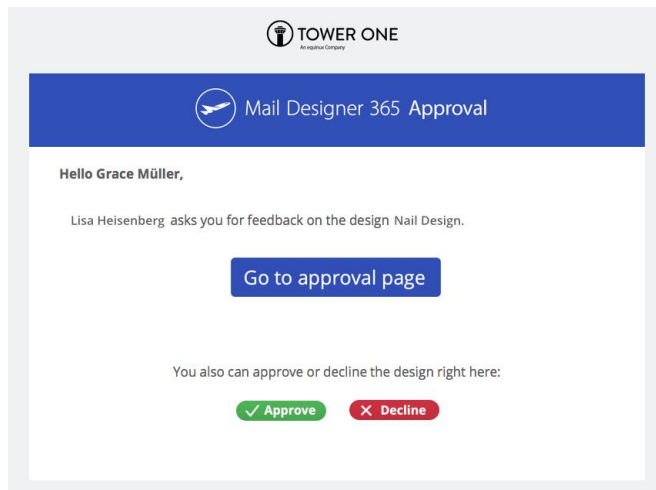 TOWER ONE
An equinux Company
Mail Designer 365 Approval
Hello Grace Müller,
Lisa Heisenberg asks you for feedback on the design Nail Design.
Go to approval page
You also can approve or decline the design right here:
Approve
Decline